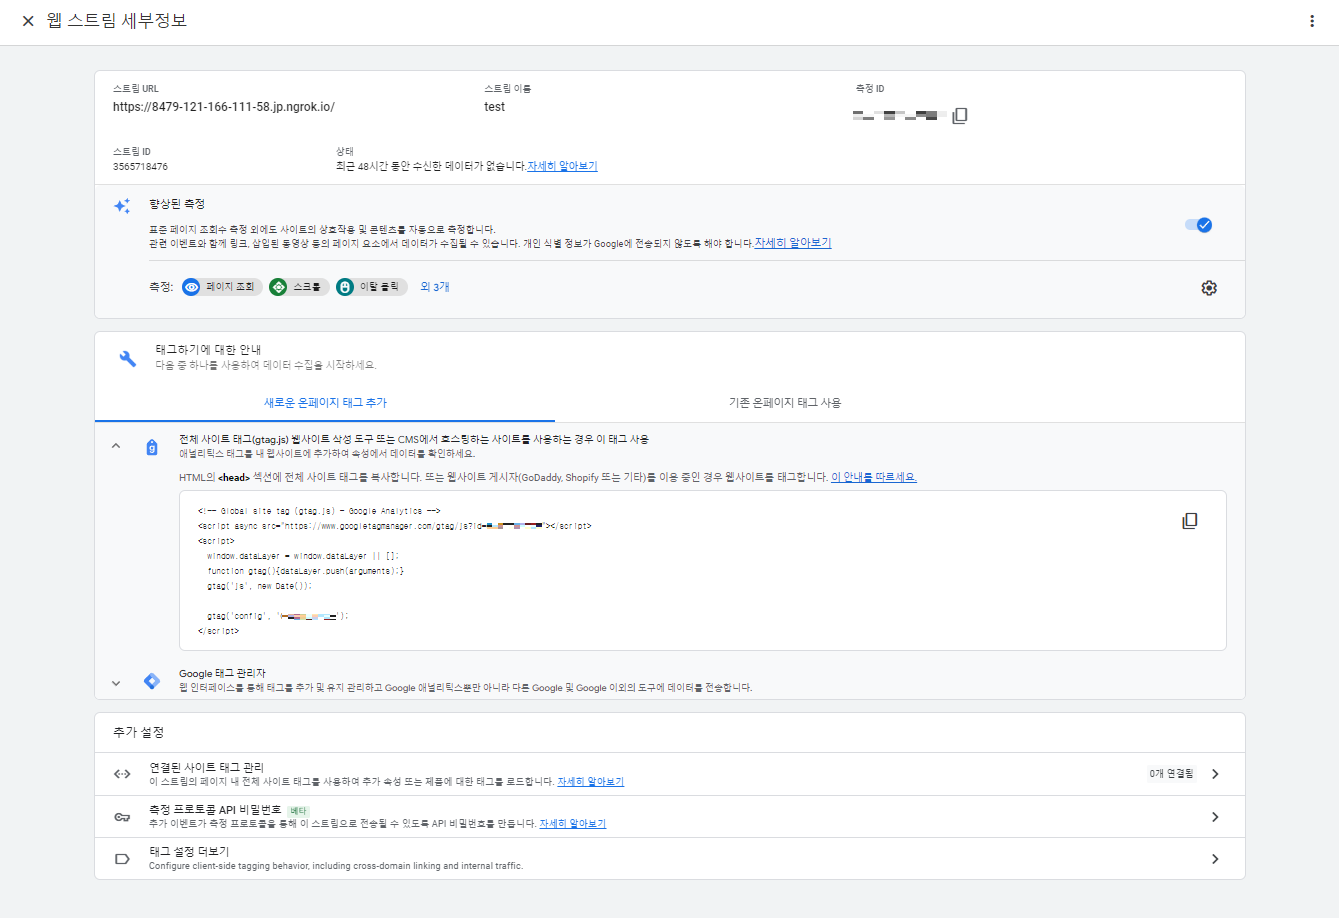 웹 스트림 세부정보
스트림 URL
https://8479-121-166-111-58.jp.ngrok.io/
스트림 이름
test
측정 ID
스트림 ID
3565718476
상태
최근 48시간 동안 수신한 데이터가 없습니다.자세히 알아보기
향상된 측정
표준 페이지 조회수 측정 외에도 사이트의 상호작용 및 콘텐츠를 자동으로 측정합니다.
관련 이벤트와 함께 링크, 삽입된 동영상 등의 페이지 요소에서 데이터가 수집될 수 있습니다. 개인 식별 정보가 Google에 전송되지 않도록 해야 합니다.자세히 알아보기
측정: 페이지 조회 스크롤 이탈 클릭 외 3개
태그하기에 대한 안내
다음 중 하나를 사용하여 데이터 수집을 시작하세요.
새로운 온페이지 태그 추가
기존 온페이지 태그 사용
전체 사이트 태그(gtag.js) 웹사이트 작성 도구 또는 CMS에서 호스팅하는 사이트를 사용하는 경우 이 태그 사용
애널리틱스 태그를 내 웹사이트에 추가하여 속성에서 데이터를 확인하세요.
HTML의 <head> 섹션에 전체 사이트 태그를 복사합니다. 또는 웹사이트 게시자(GoDaddy, Shopify 또는 기타)를 이용 중인 경우 웹사이트를 태그합니다. 이 안내를 따르세요.
<!-- Global site tag (gtag.js) - Google Analytics -->
<script async src="https://www.googletagmanager.com/gtag/js?id="></script>
<script>
window.dataLayer = window.dataLayer || [];
function gtag(){dataLayer.push(arguments);}
gtag('js', new Date());
gtag('config', '');
</script>
Google 태그 관리자
웹 인터페이스를 통해 태그를 추가 및 유지 관리하고 Google 애널리틱스뿐만 아니라 다른 Google 및 Google 이외의 도구에 데이터를 전송합니다.
추가 설정
연결된 사이트 태그 관리
이 스트림의 페이지 내 전체 사이트 태그를 사용하여 추가 속성 또는 제품에 대한 태그를 로드합니다. 자세히 알아보기
0개 연결됨
측정 프로토콜 API 비밀번호 베타
추가 이벤트가 측정 프로토콜을 통해 이 스트림으로 전송될 수 있도록 API 비밀번호를 만듭니다. 자세히 알아보기
태그 설정 더보기
Configure client-side tagging behavior, including cross-domain linking and internal traffic.